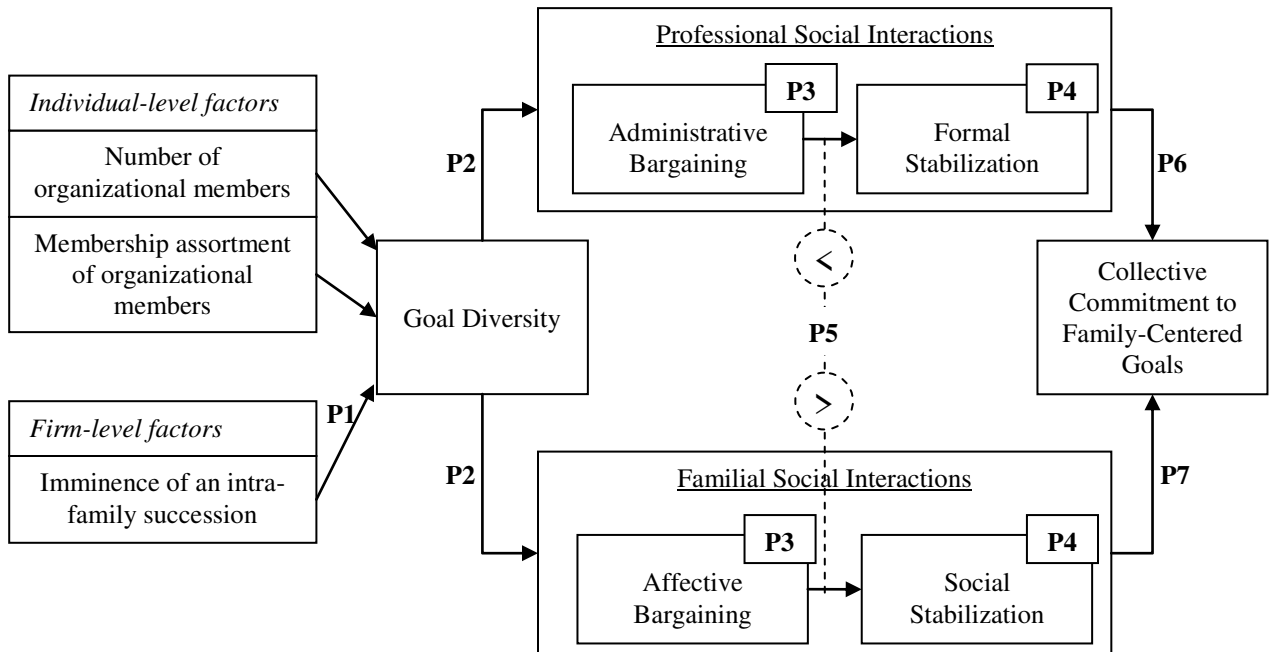 Individual-level factors
Number of
organizational members
Membership assortment
of organizational
members
Firm-level factors
Imminence of an intra-
family succession
P1
Goal Diversity
P2
P2
Professional Social Interactions
P3
Administrative
Bargaining
P4
Formal
Stabilization
<
P5
>
Familial Social Interactions
P3
Affective
Bargaining
P4
Social
Stabilization
P6
Collective
Commitment to
Family-Centered
Goals
P7